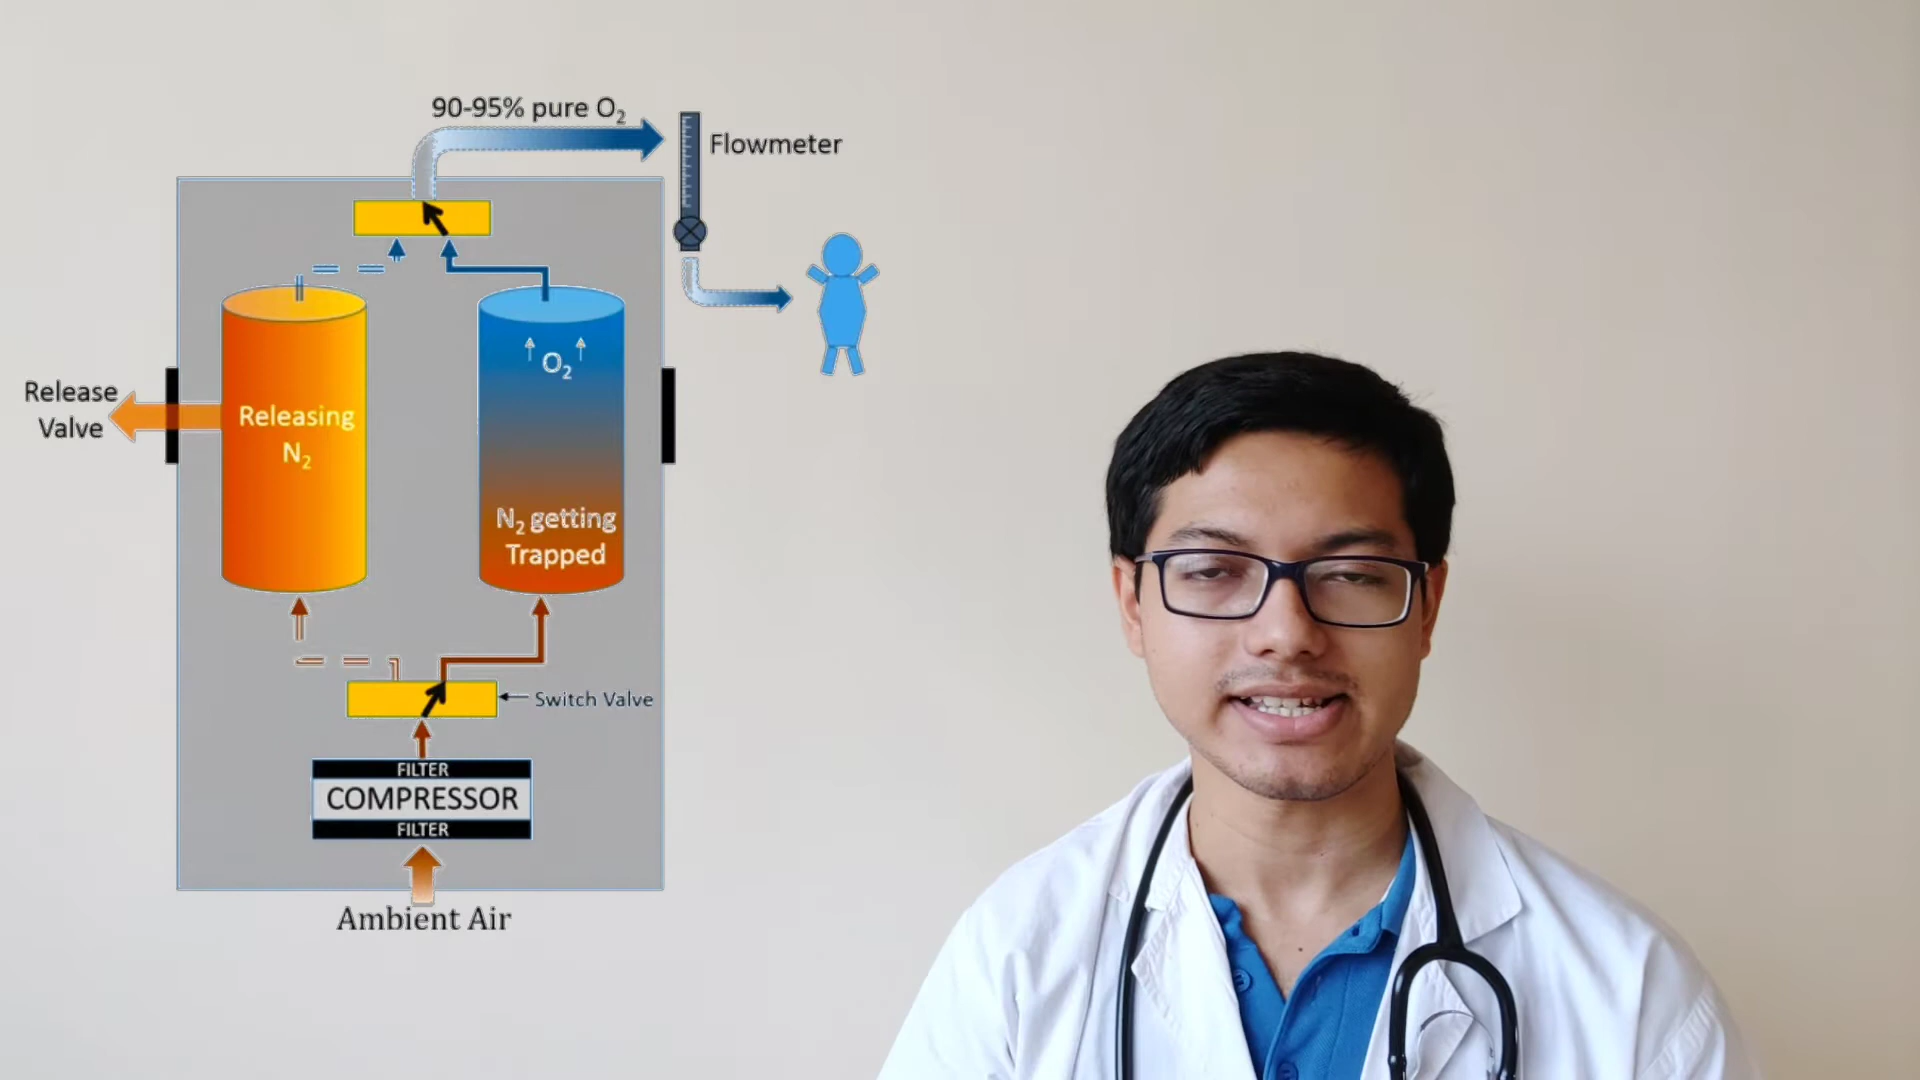 90-95% pure O₂
Flowmeter
O₂
Release
Valve
Releasing
N₂
N₂ getting
Trapped
Switch Valve
FILTER
COMPRESSOR
FILTER
Ambient Air